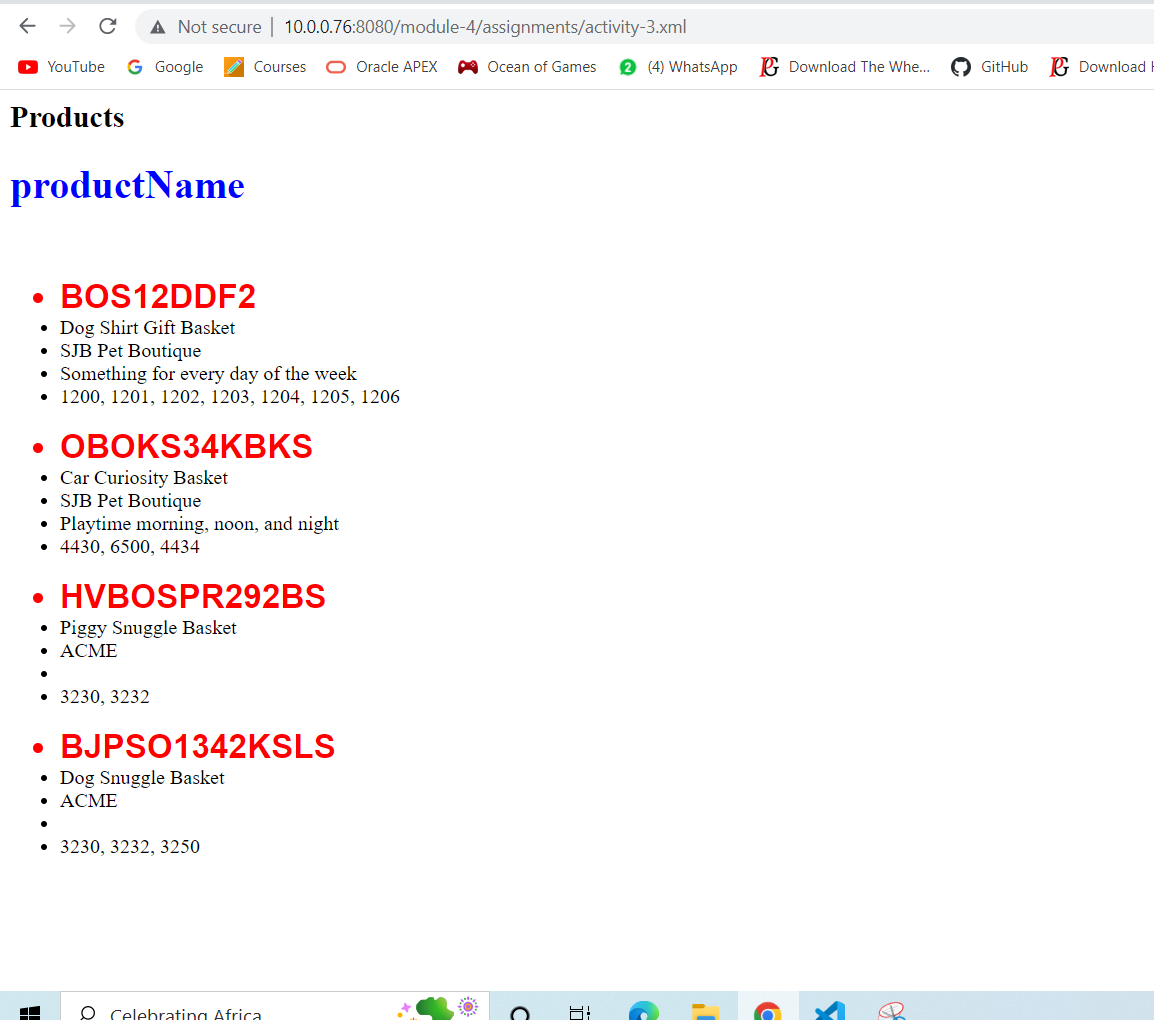 Not secure | 10.0.0.76:8080/module-4/assignments/activity-3.xml
YouTube Google Courses Oracle APEX Ocean of Games 2 (4) WhatsApp Download The Whe... GitHub Download
Products
productName
BOS12DDF2
Dog Shirt Gift Basket
SJB Pet Boutique
Something for every day of the week
1200, 1201, 1202, 1203, 1204, 1205, 1206
OBOKS34KBKS
Car Curiosity Basket
SJB Pet Boutique
Playtime morning, noon, and night
4430, 6500, 4434
HVBOSPR292BS
Piggy Snuggle Basket
ACME
3230, 3232
BJPSO1342KSLS
Dog Snuggle Basket
ACME
3230, 3232, 3250
Celebrating Africa